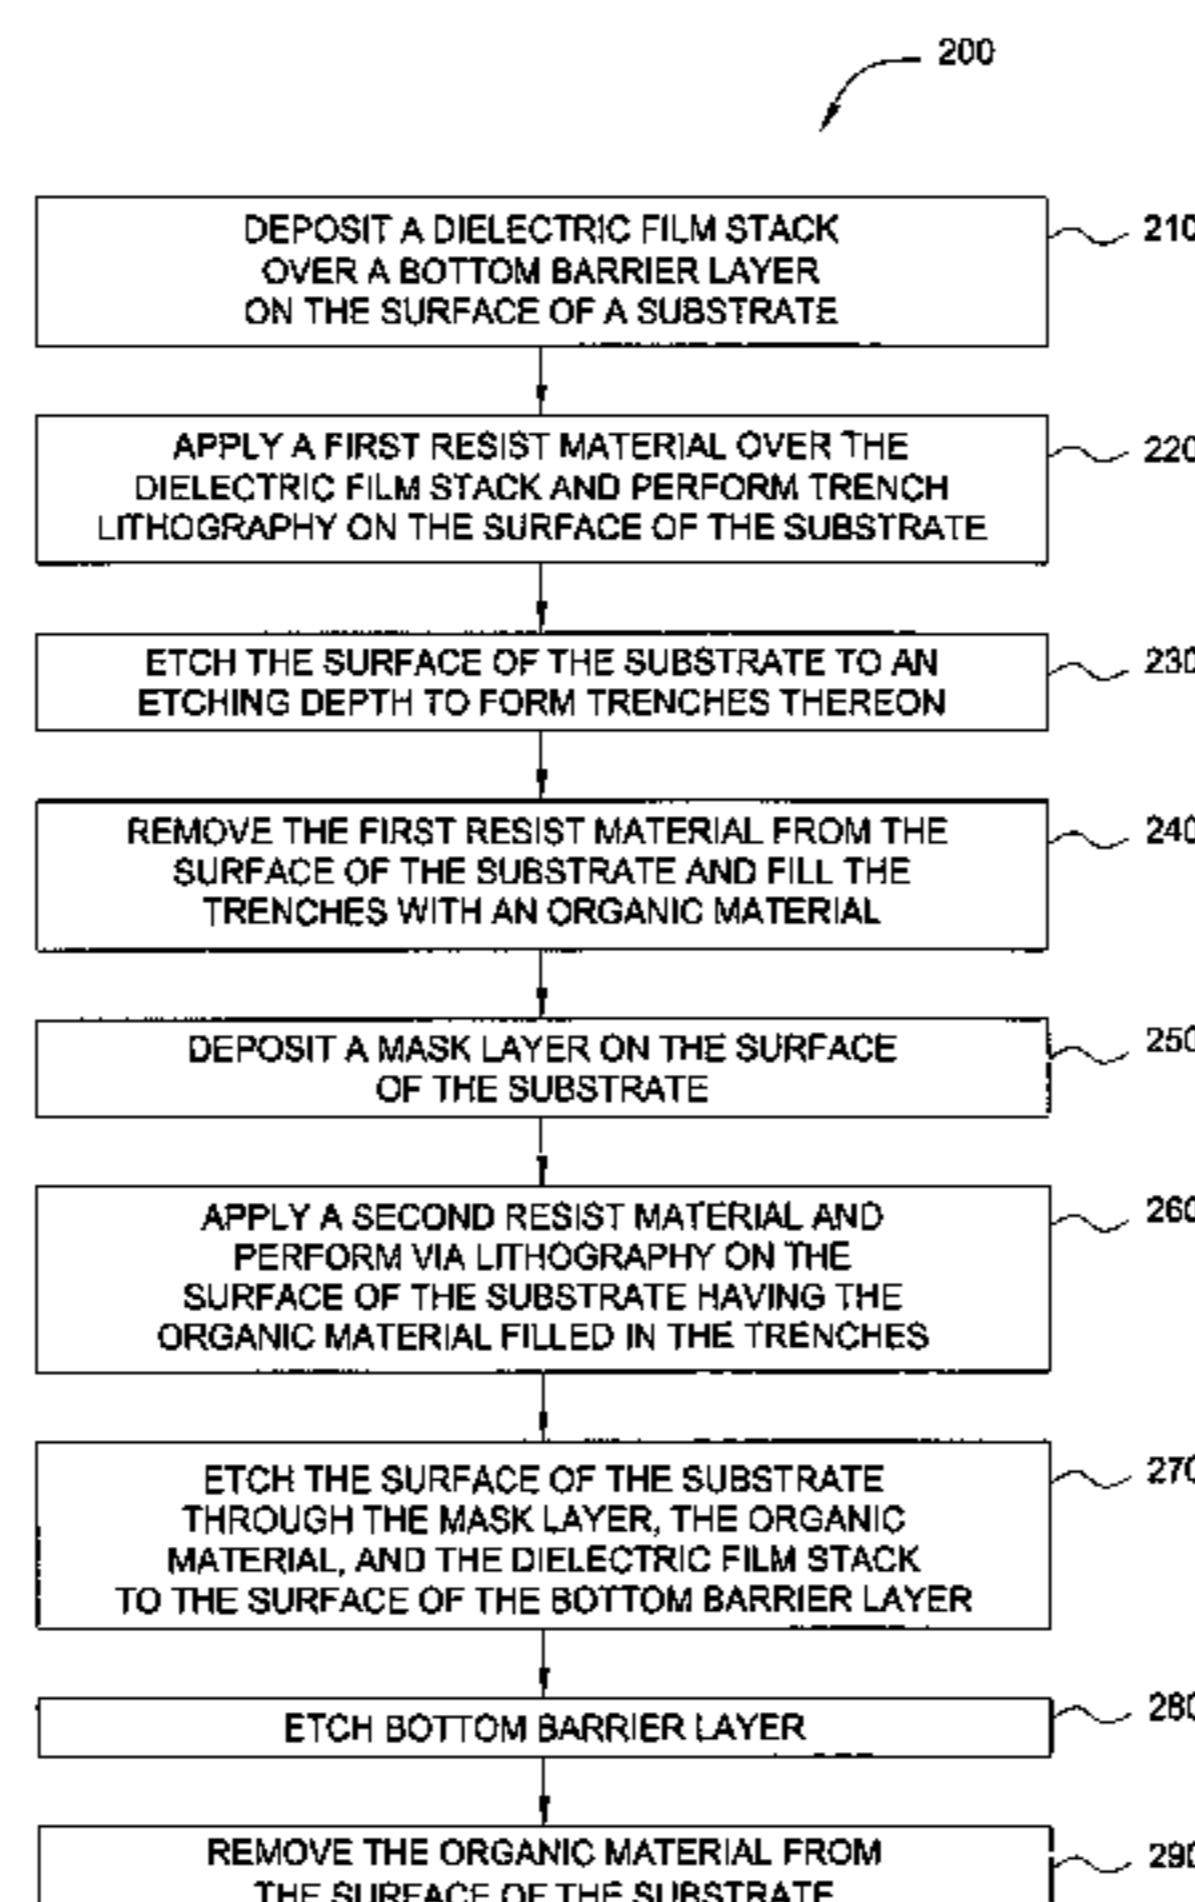 200
DEPOSIT A DIELECTRIC FILM STACK
OVER A BOTTOM BARRIER LAYER
ON THE SURFACE OF A SUBSTRATE
210
APPLY A FIRST RESIST MATERIAL OVER THE
DIELECTRIC FILM STACK AND PERFORM TRENCH
LITHOGRAPHY ON THE SURFACE OF THE SUBSTRATE
220
ETCH THE SURFACE OF THE SUBSTRATE TO AN
ETCHING DEPTH TO FORM TRENCHES THEREON
230
REMOVE THE FIRST RESIST MATERIAL FROM THE
SURFACE OF THE SUBSTRATE AND FILL THE
TRENCHES WITH AN ORGANIC MATERIAL
240
DEPOSIT A MASK LAYER ON THE SURFACE
OF THE SUBSTRATE
250
APPLY A SECOND RESIST MATERIAL AND
PERFORM VIA LITHOGRAPHY ON THE
SURFACE OF THE SUBSTRATE HAVING THE
ORGANIC MATERIAL FILLED IN THE TRENCHES
260
ETCH THE SURFACE OF THE SUBSTRATE
THROUGH THE MASK LAYER, THE ORGANIC
MATERIAL, AND THE DIELECTRIC FILM STACK
TO THE SURFACE OF THE BOTTOM BARRIER LAYER
270
ETCH BOTTOM BARRIER LAYER
280
REMOVE THE ORGANIC MATERIAL FROM
THE SURFACE OF THE SUBSTRATE
290